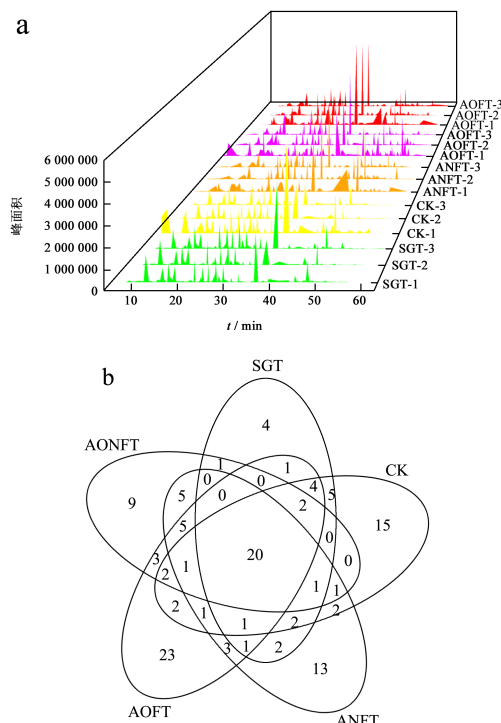 a
6 000 000
5 000 000
4 000 000
3 000 000
2 000 000
1 000 000
0
峰面积
10 20 30 40 50 60
t / min
AOFT-3
AOFT-2
AOFT-1
AOFT-3
AOFT-2
AOFT-1
ANFT-3
ANFT-2
ANFT-1
CK-3
CK-2
CK-1
SGT-3
SGT-2
SGT-1
b
SGT
AONFT
CK
AOFT
ANFT
4
1 1
5 0 0 4 5
9 0 2 15
5 0
3 20 0
2 1 1 1
2 1 1 2 2
23 3 1 2 13